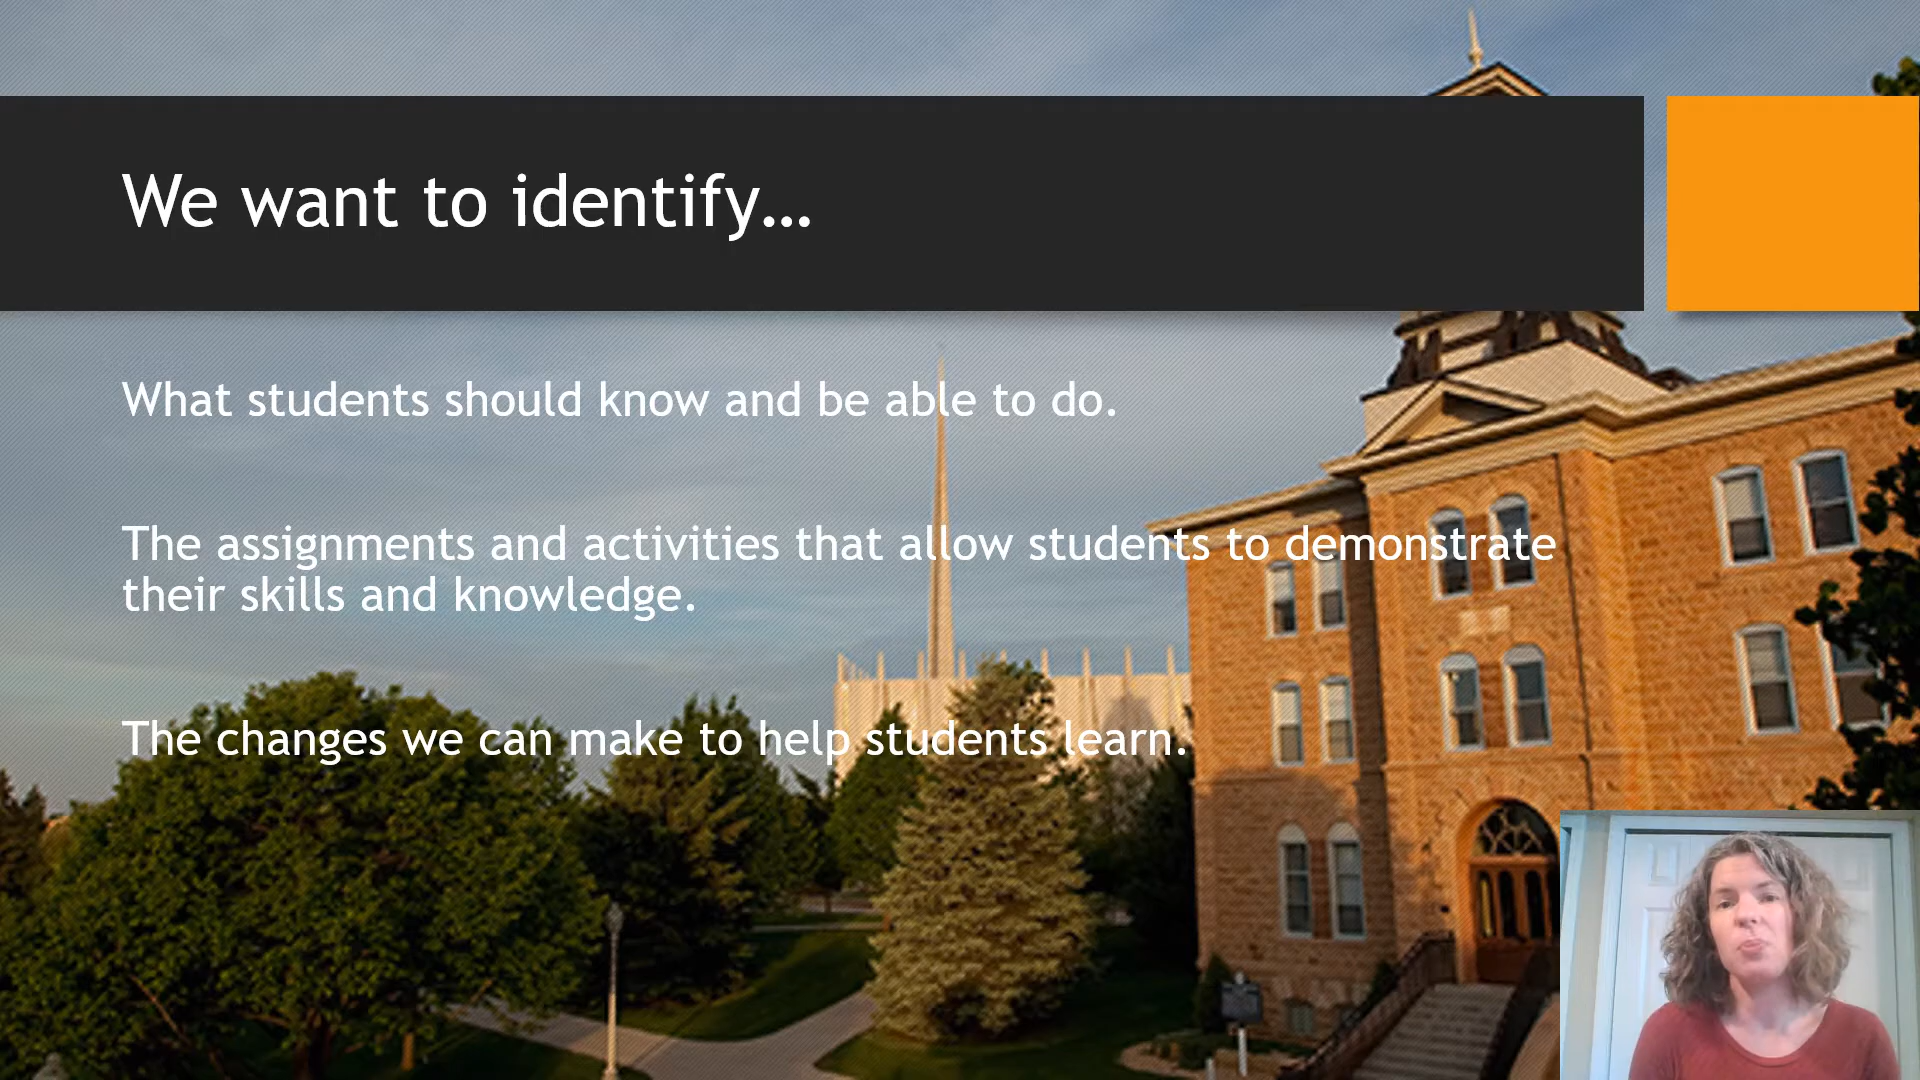 We want to identify…
What students should know and be able to do.
The assignments and activities that allow students to demonstrate
their skills and knowledge.
The changes we can make to help students learn.